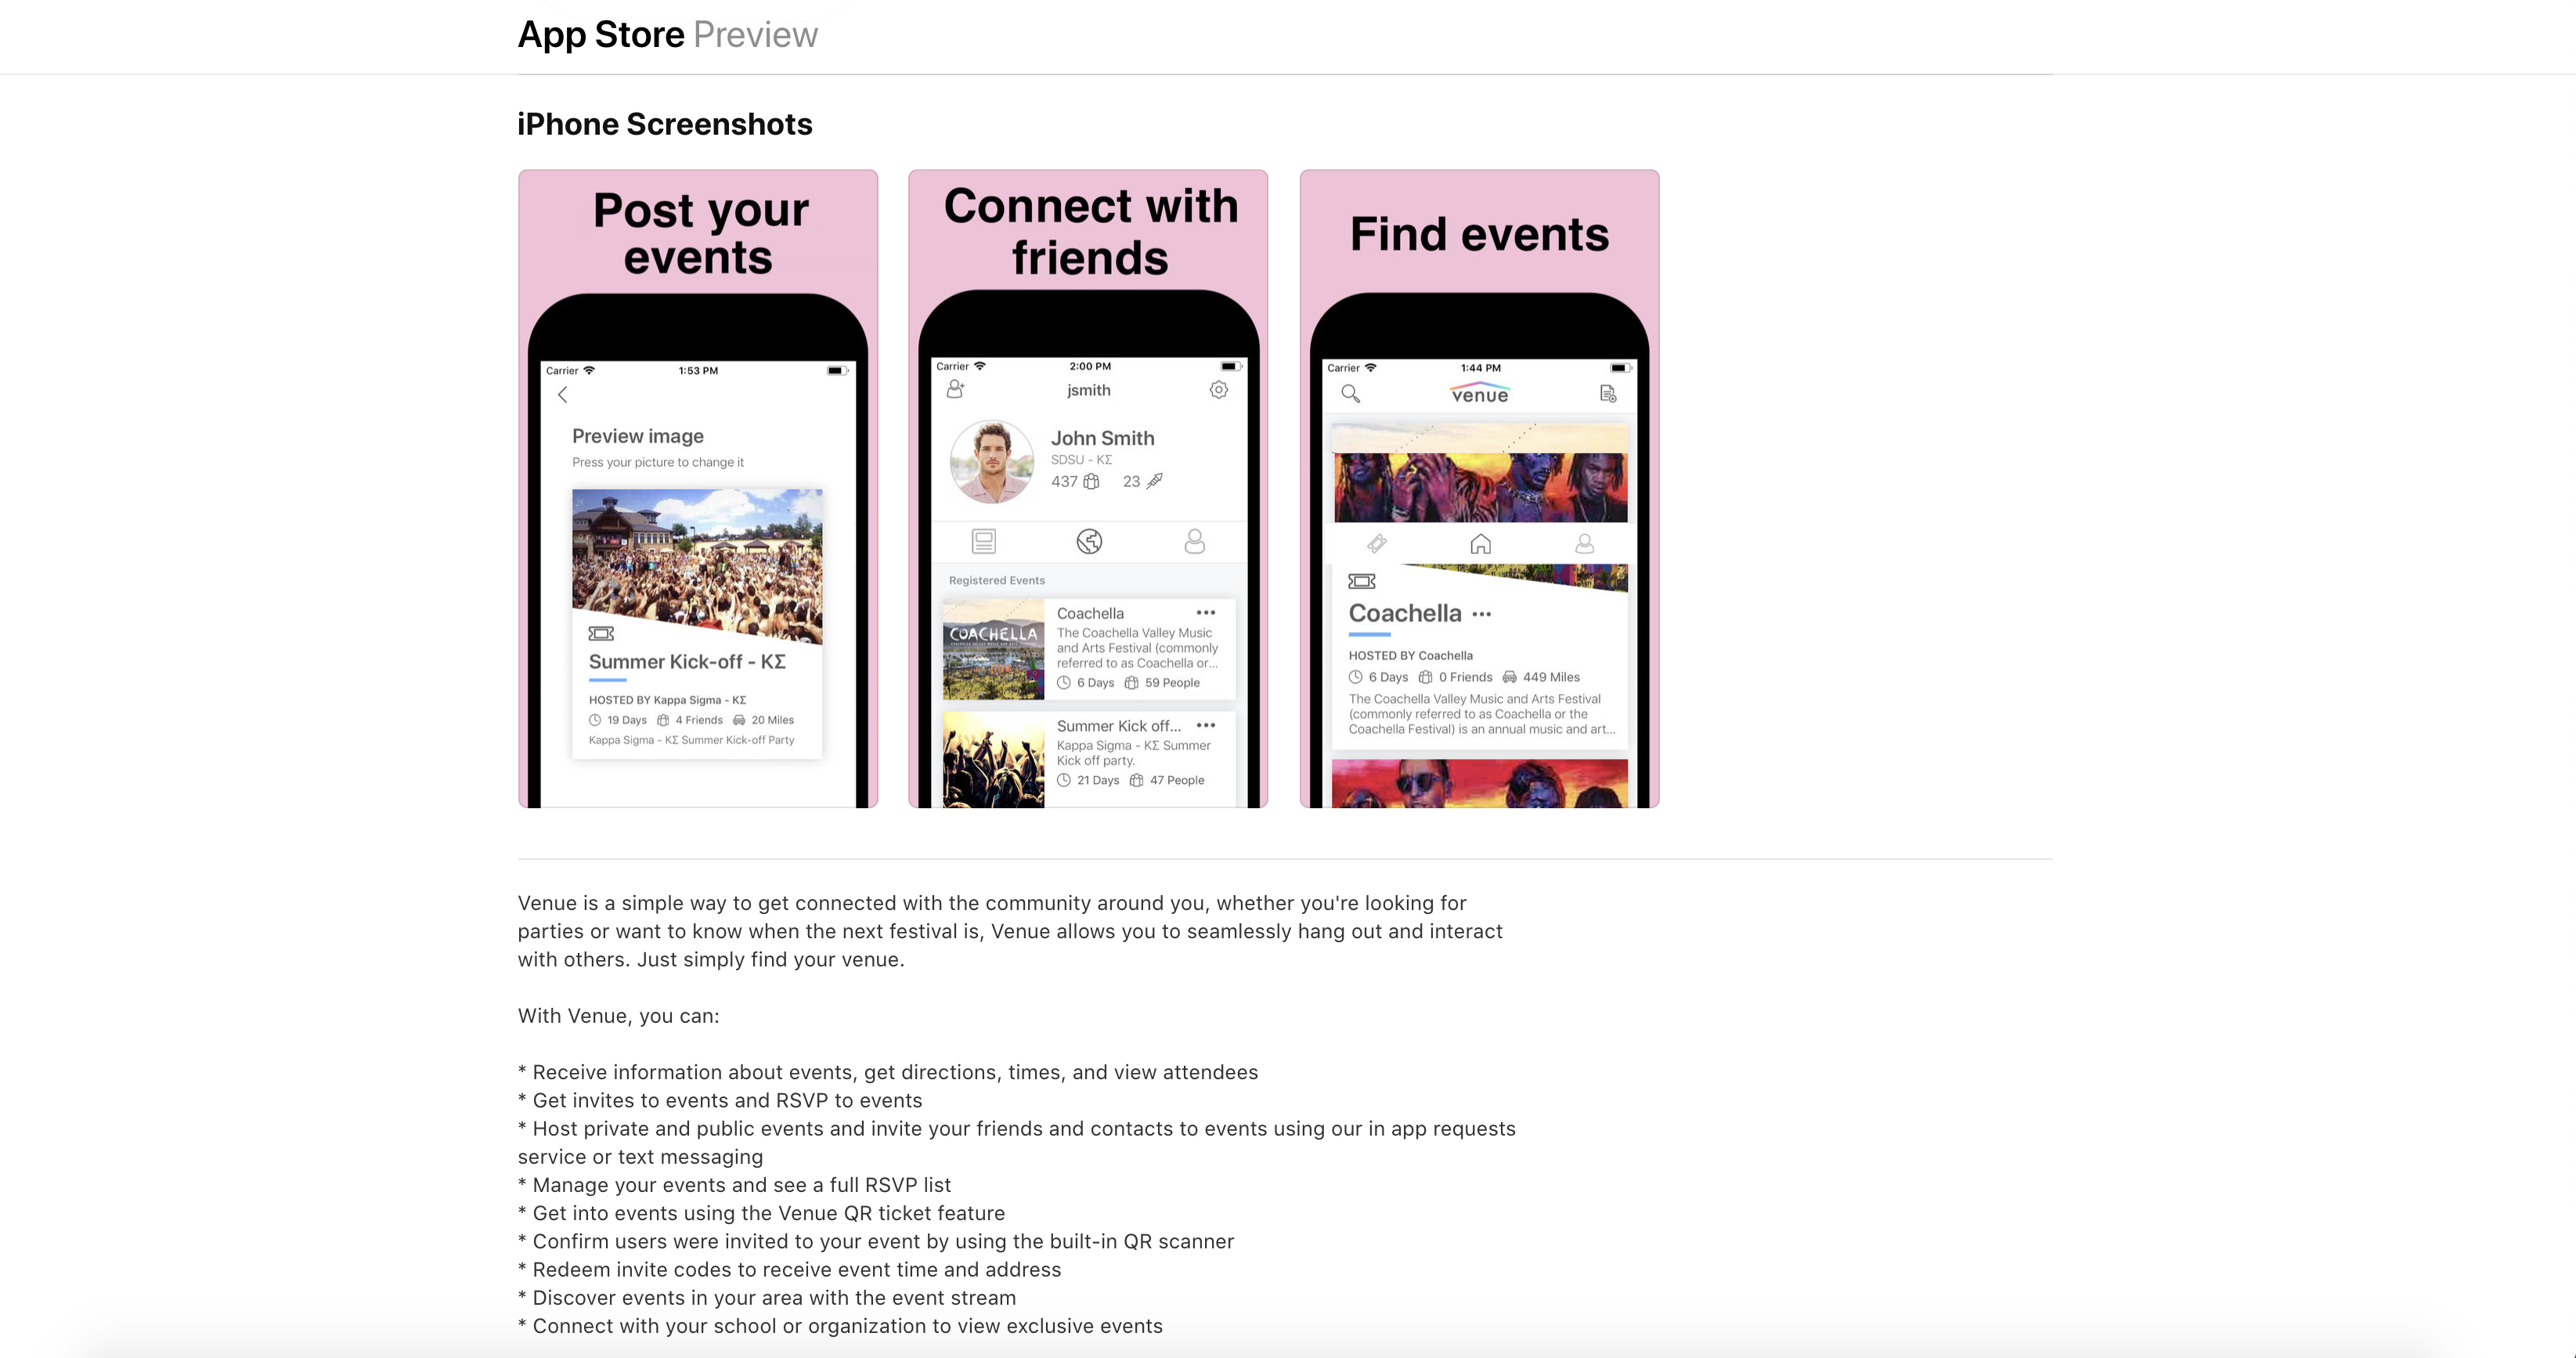 App Store Preview
iPhone Screenshots
Post your
events
Carrier
1:53 PM
Preview image
Press your picture to change it
Summer Kick-off - ΚΣ
HOSTED BY Kappa Sigma - ΚΣ
19 Days 4 Friends 20 Miles
Kappa Sigma - ΚΣ Summer Kick-off Party
Connect with
friends
Carrier
2:00 PM
jsmith
John Smith
SDSU - ΚΣ
437 23
Registered Events
COACHELLA
Coachella •••
The Coachella Valley Music
and Arts Festival (commonly
referred to as Coachella or...
6 Days 59 People
Summer Kick off... •••
Kappa Sigma - ΚΣ Summer
Kick off party.
21 Days 47 People
Find events
Carrier
1:44 PM
venue
Coachella •••
HOSTED BY Coachella
6 Days 0 Friends 449 Miles
The Coachella Valley Music and Arts Festival
(commonly referred to as Coachella or the
Coachella Festival) is an annual music and art...
Venue is a simple way to get connected with the community around you, whether you're looking for
parties or want to know when the next festival is, Venue allows you to seamlessly hang out and interact
with others. Just simply find your venue.
With Venue, you can:
* Receive information about events, get directions, times, and view attendees
* Get invites to events and RSVP to events
* Host private and public events and invite your friends and contacts to events using our in app requests
service or text messaging
* Manage your events and see a full RSVP list
* Get into events using the Venue QR ticket feature
* Confirm users were invited to your event by using the built-in QR scanner
* Redeem invite codes to receive event time and address
* Discover events in your area with the event stream
* Connect with your school or organization to view exclusive events